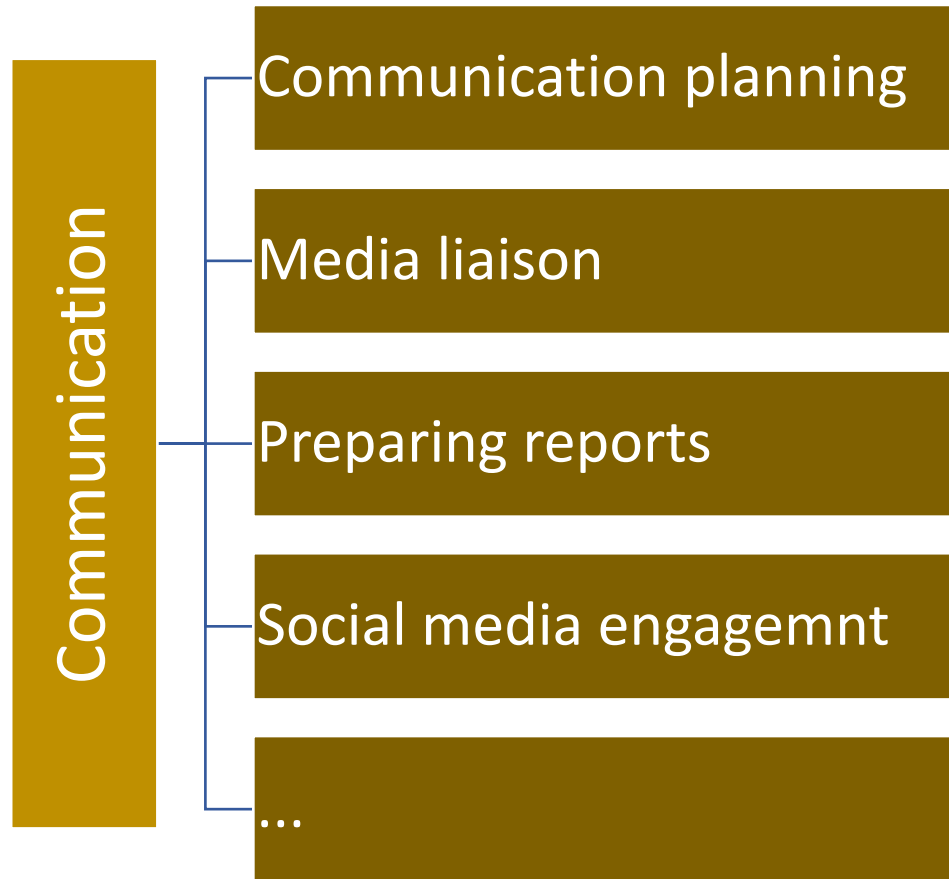 Communication
Communication planning
Media liaison
Preparing reports
Social media engagemnt
...